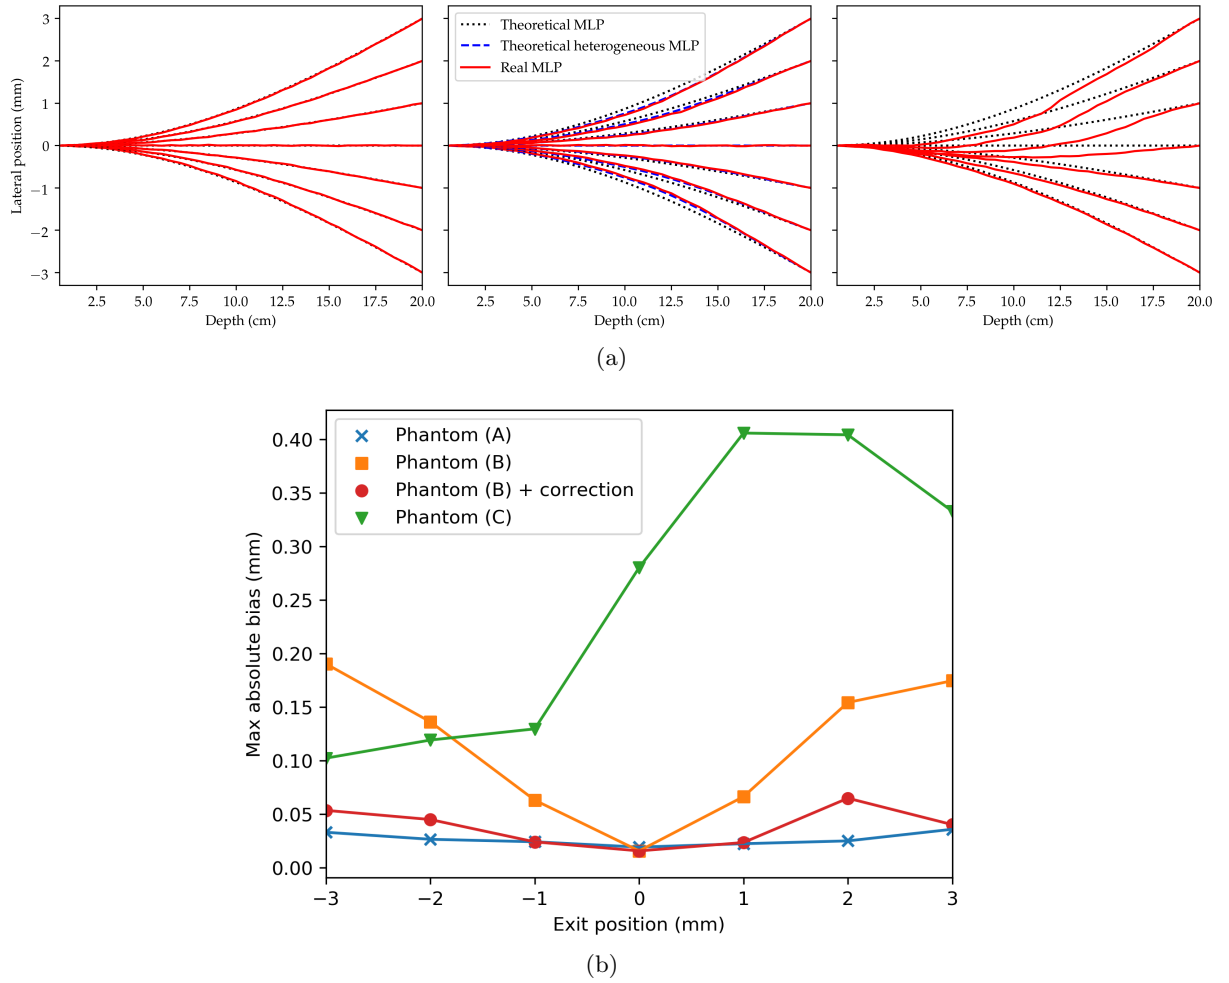 3
2
1
0
−1
−2
−3
Lateral position (mm)
2.5 5.0 7.5 10.0 12.5 15.0 17.5 20.0
Depth (cm)
Theoretical MLP
Theoretical heterogeneous MLP
Real MLP
2.5 5.0 7.5 10.0 12.5 15.0 17.5 20.0
Depth (cm)
2.5 5.0 7.5 10.0 12.5 15.0 17.5 20.0
Depth (cm)
(a)
Phantom (A)
Phantom (B)
Phantom (B) + correction
Phantom (C)
0.40
0.35
0.30
0.25
0.20
0.15
0.10
0.05
0.00
Max absolute bias (mm)
−3 −2 −1 0 1 2 3
Exit position (mm)
(b)